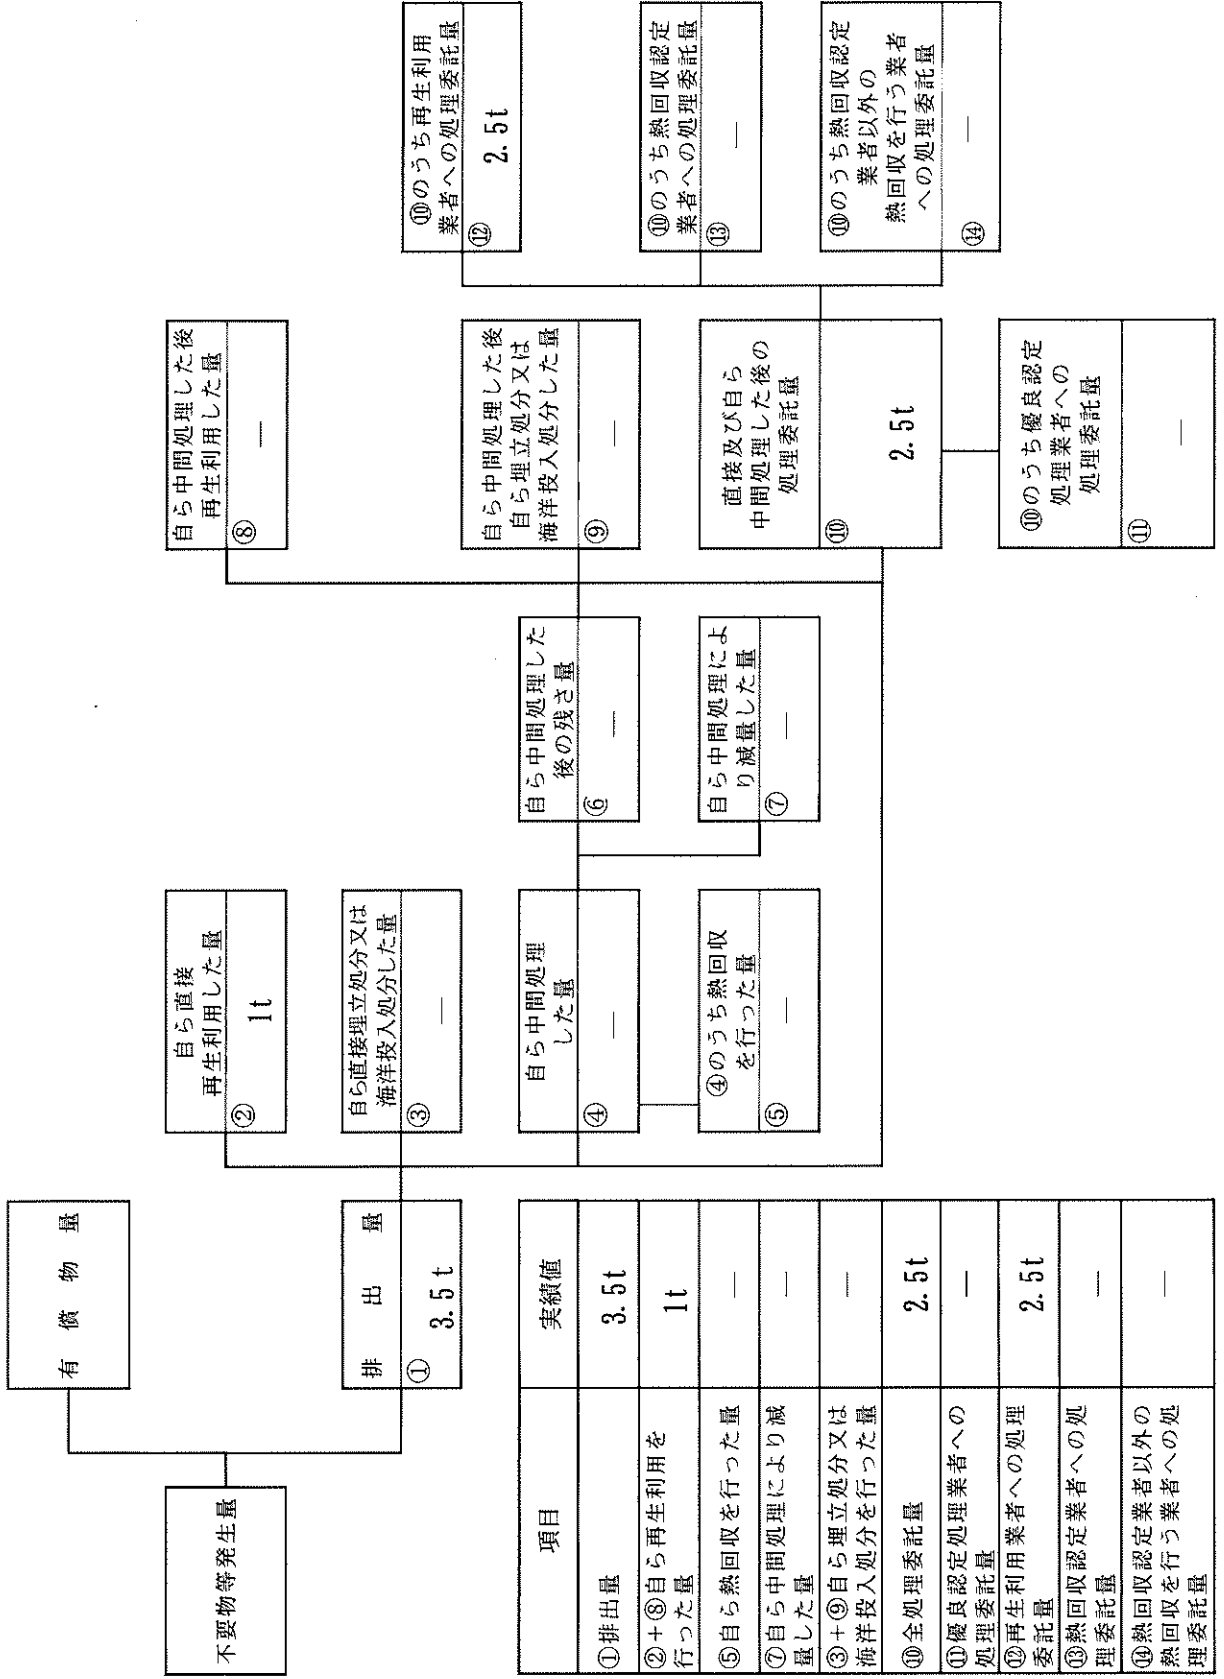 不要物等発生量
有償物量
排出量
①
3.5t
自ら直接
再生利用した量
②
1t
自ら直接埋立処分又は
海洋投入処分した量
③
—
自ら中間処理
した量
④
—
④のうち熱回収
を行った量
⑤
—
自ら中間処理した
後の残さ量
⑥
—
自ら中間処理によ
り減量した量
⑦
—
自ら中間処理した後
再生利用した量
⑧
—
自ら中間処理した後
自ら埋立処分又は
海洋投入処分した量
⑨
—
直接及び自ら
中間処理した後の
処理委託量
⑩
2.5t
⑩のうち優良認定
処理業者への
処理委託量
⑪
—
⑩のうち再生利用
業者への処理委託量
⑫
2.5t
⑩のうち熱回収認定
業者への処理委託量
⑬
—
⑩のうち熱回収認定
業者以外の
熱回収を行う業者
への処理委託量
⑭
—
項目 実績値
①排出量 3.5t
②+⑧自ら再生利用を
行った量 1t
⑤自ら熱回収を行った量 —
⑦自ら中間処理により減
量した量 —
③+⑨自ら埋立処分又は
海洋投入処分を行った量 —
⑩全処理委託量 2.5t
⑪優良認定処理業者への
処理委託量 —
⑫再生利用業者への処理
委託量 2.5t
⑬熱回収認定業者への処
理委託量 —
⑭熱回収認定業者以外の
熱回収を行う業者への処
理委託量 —